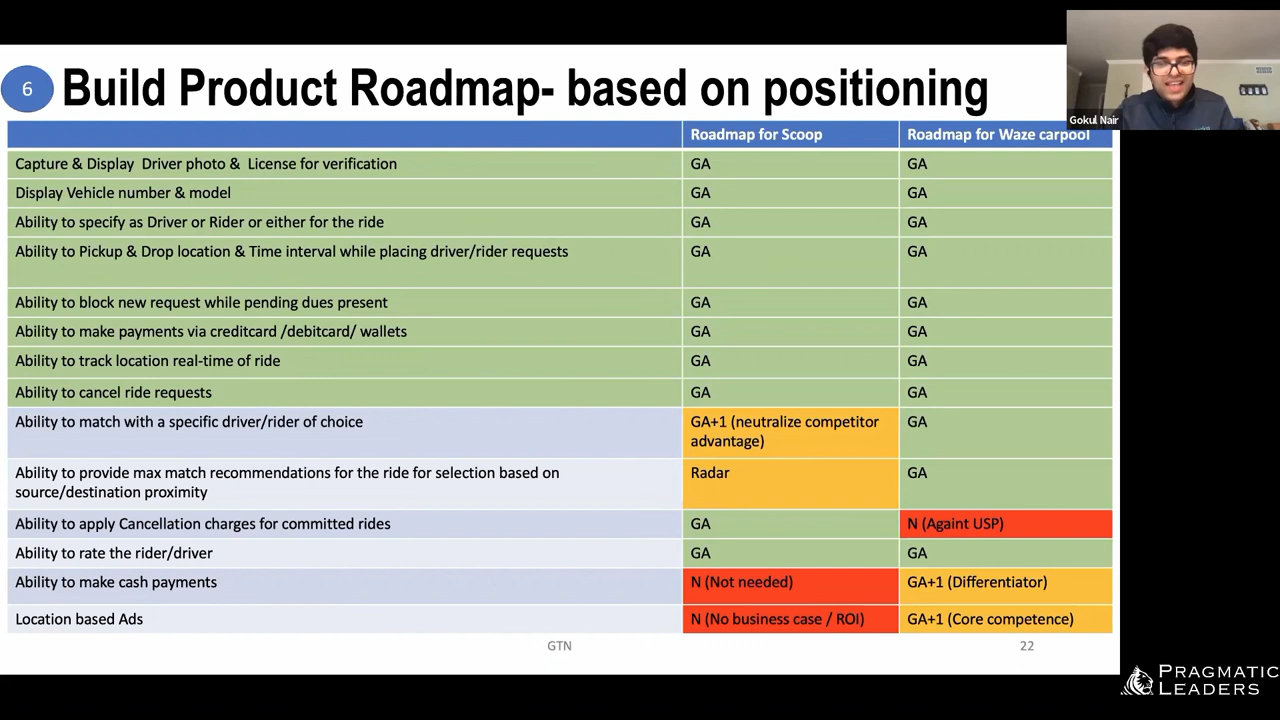 6
Build Product Roadmap- based on positioning
Gokul Nair
Roadmap for Scoop
Roadmap for Waze carpool
Capture & Display Driver photo & License for verification
GA
GA
Display Vehicle number & model
GA
GA
Ability to specify as Driver or Rider or either for the ride
GA
GA
Ability to Pickup & Drop location & Time interval while placing driver/rider requests
GA
GA
Ability to block new request while pending dues present
GA
GA
Ability to make payments via creditcard /debitcard/ wallets
GA
GA
Ability to track location real-time of ride
GA
GA
Ability to cancel ride requests
GA
GA
Ability to match with a specific driver/rider of choice
GA+1 (neutralize competitor
advantage)
GA
Ability to provide max match recommendations for the ride for selection based on
source/destination proximity
Radar
GA
Ability to apply Cancellation charges for committed rides
GA
N (Againt USP)
Ability to rate the rider/driver
GA
GA
Ability to make cash payments
N (Not needed)
GA+1 (Differentiator)
Location based Ads
N (No business case / ROI)
GA+1 (Core competence)
GTN
22
PRAGMATIC
LEADERS